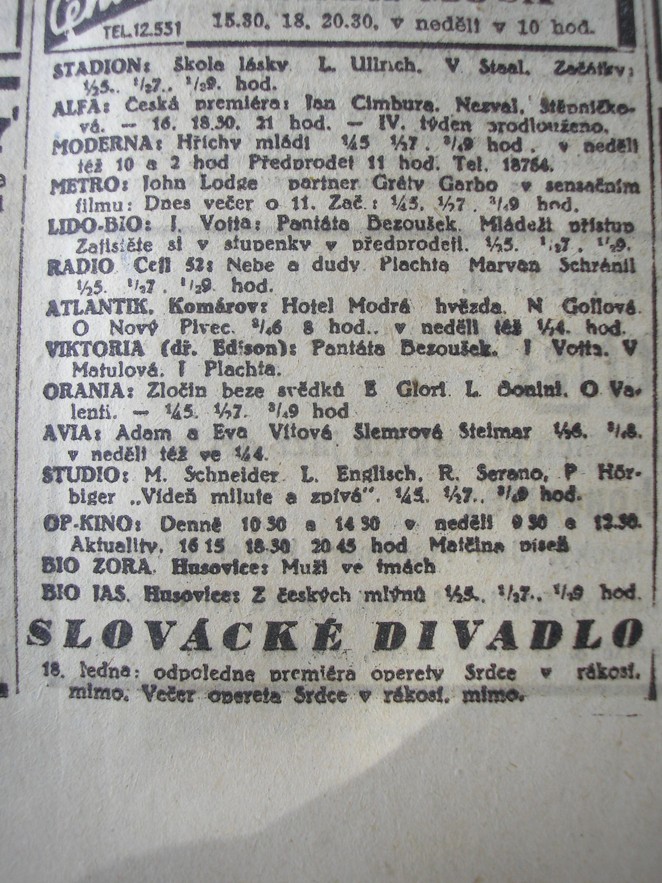 TEL.12.531
15.30. 18. 20.30. v neděli v 10 hod.
STADION: Škola lásky L. Ullrich. V Staal. Začátky:
½5.. ½7.. ½9. hod.
ALFA: Česká premiéra: Jan Cimbura. Nezval. Štěpničko-
vá. — 16. 18.30. 21 hod. — IV. týden prodlouženo.
MODERNA: Hříchy mládí ¼5 ½7. ¾9 hod. v neděli
též 10 a 2 hod Předprodej 11 hod. Tel. 18764.
METRO: John Lodge partner Gréty Garbo v sensačním
filmu: Dnes večer o 11. Zač.: ¼5. ½7 . ¾9 hod.
LIDO-BIO: J. Vojta: Pantáta Bezoušek. Mládeži přístup
Zajistěte si vstupenky v předprodeji. ½5. ½7. ½9.
RADIO Cejl 52: Nebe a dudy Plachta Marvan Schránil
½5. ½7 . ½9. hod.
ATLANTIK. Komárov: Hotel Modrá hvězda. N Gollová
O Nový Pivec. ¾6 8 hod.. v neděli též ¼4. hod.
VIKTORIA (dř. Edison): Pantáta Bezoušek. J Vojta. V
Matulová. J Plachta.
ORANIA: Zločin beze svědků E Glori. L. Bonini. O Va-
lenti. — ¼5. ½7. ¾9 hod
AVIA: Adam a Eva Vítová Šlemrová Steimar ½6. ¾8.
v neděli též ve ¼4.
STUDIO: M. Schneider L. Englisch. R. Serano. P Hör-
biger „Vídeň miluje a zpívá". ¼5. ½7.. ¾9 hod.
OP-KINO: Denně 10 30 a 14 30 v neděli 9 30 a 12.30.
Aktuality. 16 15 18.30 20 45 hod Matčina píseň
BIO ZORA. Husovice: Muži ve tmách
BIO JAS. Husovice: Z českých mlýnů ½5.. ½7.. ½9 hod.
SLOVÁCKÉ DIVADLO
18. ledna: odpoledne premiéra operety Srdce v rákosí.
mimo. Večer opereta Srdce v rákosí. mimo.